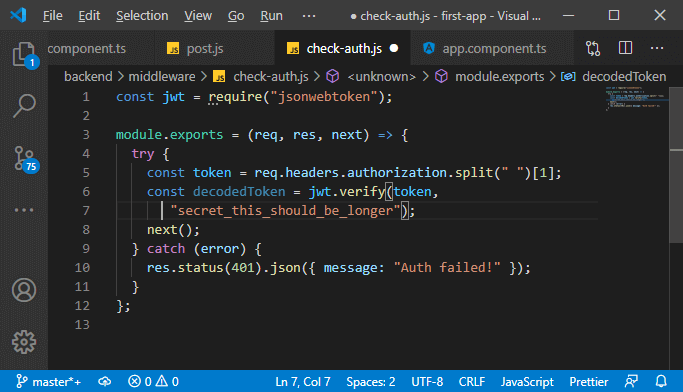 File Edit View Go Run ··· ● check-auth.js - first-app - Visual ...
component.ts JS post.js JS check-auth.js ● app.component.ts ···
backend > middleware > JS check-auth.js > <unknown> > module.exports > decodedToken
1 const jwt = require("jsonwebtoken");
2
3 module.exports = (req, res, next) => {
4 try {
5 const token = req.headers.authorization.split(" ")[1];
6 const decodedToken = jwt.verify(token,
7 "secret_this_should_be_longer");
8 next();
9 } catch (error) {
10 res.status(401).json({ message: "Auth failed!" });
11 }
12 };
13
1
75
master*+ 0 0 Ln 7, Col 7 Spaces: 2 UTF-8 CRLF JavaScript Prettier